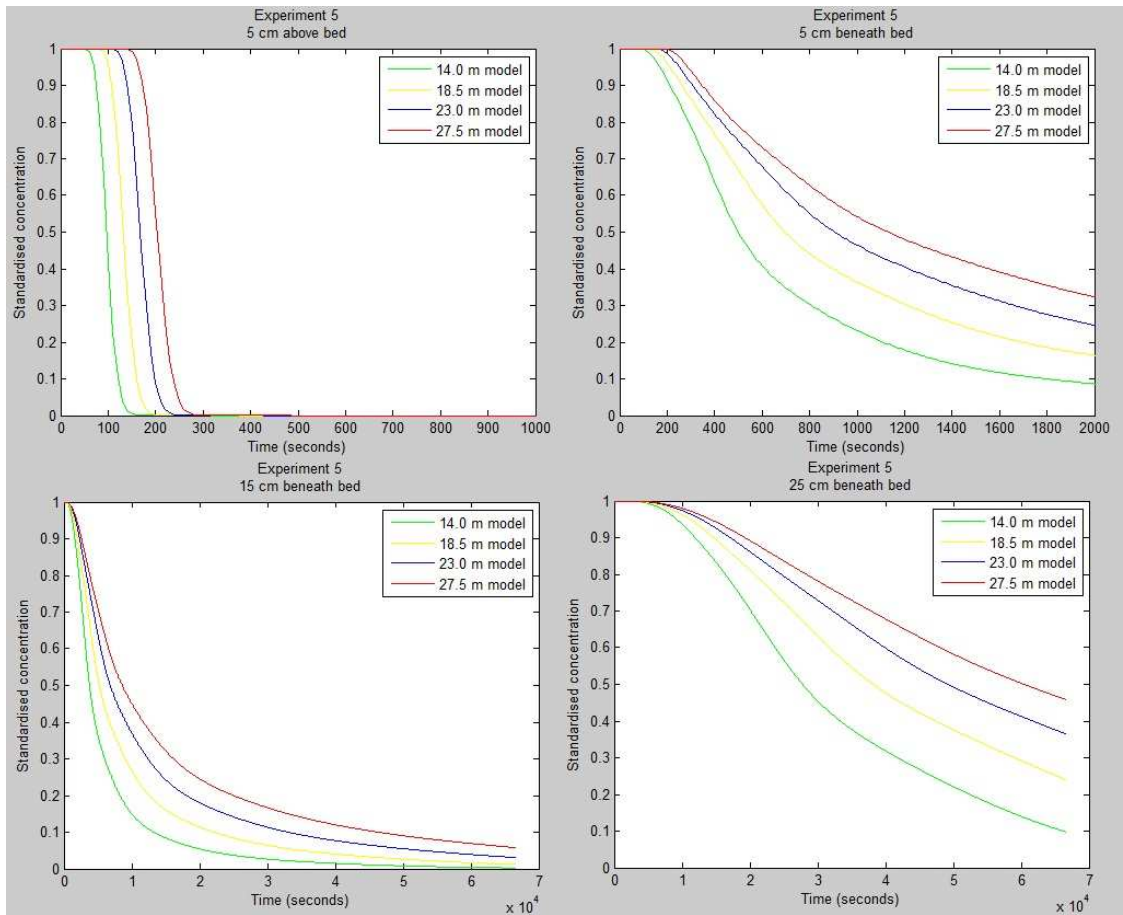 Experiment 5
5 cm above bed
1
0.9
0.8
0.7
0.6
0.5
0.4
0.3
0.2
0.1
0
Standardised concentration
14.0 m model
18.5 m model
23.0 m model
27.5 m model
0 100 200 300 400 500 600 700 800 900 1000
Time (seconds)
Experiment 5
5 cm beneath bed
1
0.9
0.8
0.7
0.6
0.5
0.4
0.3
0.2
0.1
0
Standardised concentration
14.0 m model
18.5 m model
23.0 m model
27.5 m model
0 200 400 600 800 1000 1200 1400 1600 1800 2000
Time (seconds)
Experiment 5
15 cm beneath bed
1
0.9
0.8
0.7
0.6
0.5
0.4
0.3
0.2
0.1
0
Standardised concentration
14.0 m model
18.5 m model
23.0 m model
27.5 m model
0 1 2 3 4 5 6 7
Time (seconds)
x 10⁴
Experiment 5
25 cm beneath bed
1
0.9
0.8
0.7
0.6
0.5
0.4
0.3
0.2
0.1
0
Standardised concentration
14.0 m model
18.5 m model
23.0 m model
27.5 m model
0 1 2 3 4 5 6 7
Time (seconds)
x 10⁴